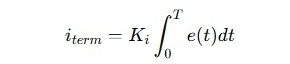 i_{term} = K_i \int_0^T e(t)dt